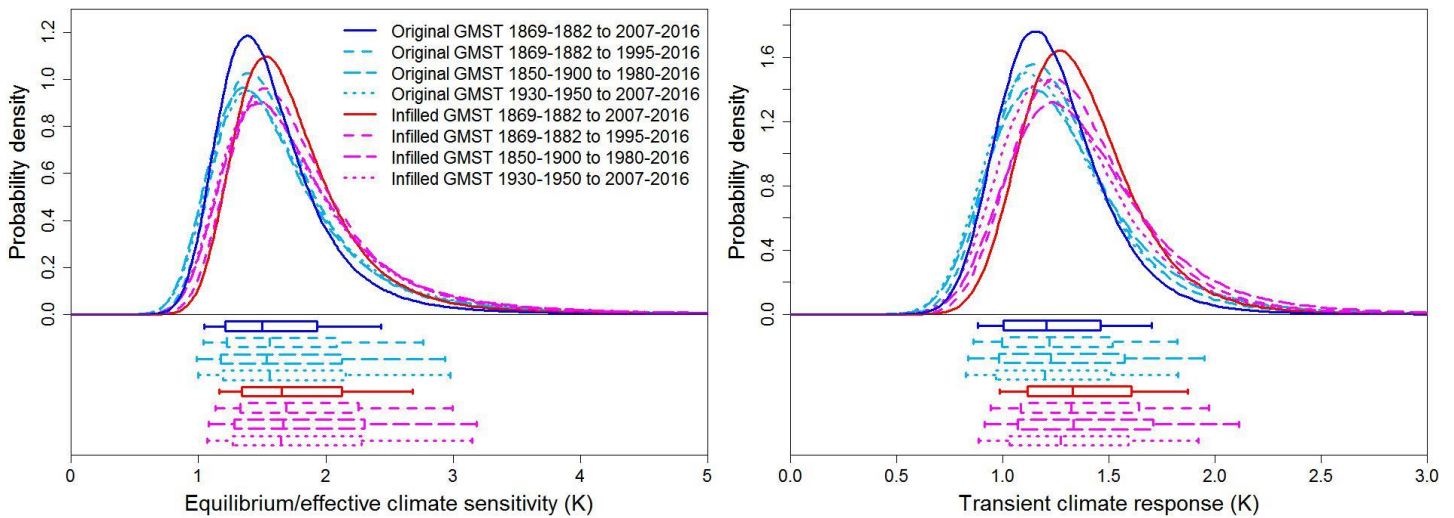 Probability density
0.0 0.2 0.4 0.6 0.8 1.0 1.2
Original GMST 1869-1882 to 2007-2016
Original GMST 1869-1882 to 1995-2016
Original GMST 1850-1900 to 1980-2016
Original GMST 1930-1950 to 2007-2016
Infilled GMST 1869-1882 to 2007-2016
Infilled GMST 1869-1882 to 1995-2016
Infilled GMST 1850-1900 to 1980-2016
Infilled GMST 1930-1950 to 2007-2016
0 1 2 3 4 5
Equilibrium/effective climate sensitivity (K)
Probability density
0.0 0.4 0.8 1.2 1.6
0.0 0.5 1.0 1.5 2.0 2.5 3.0
Transient climate response (K)